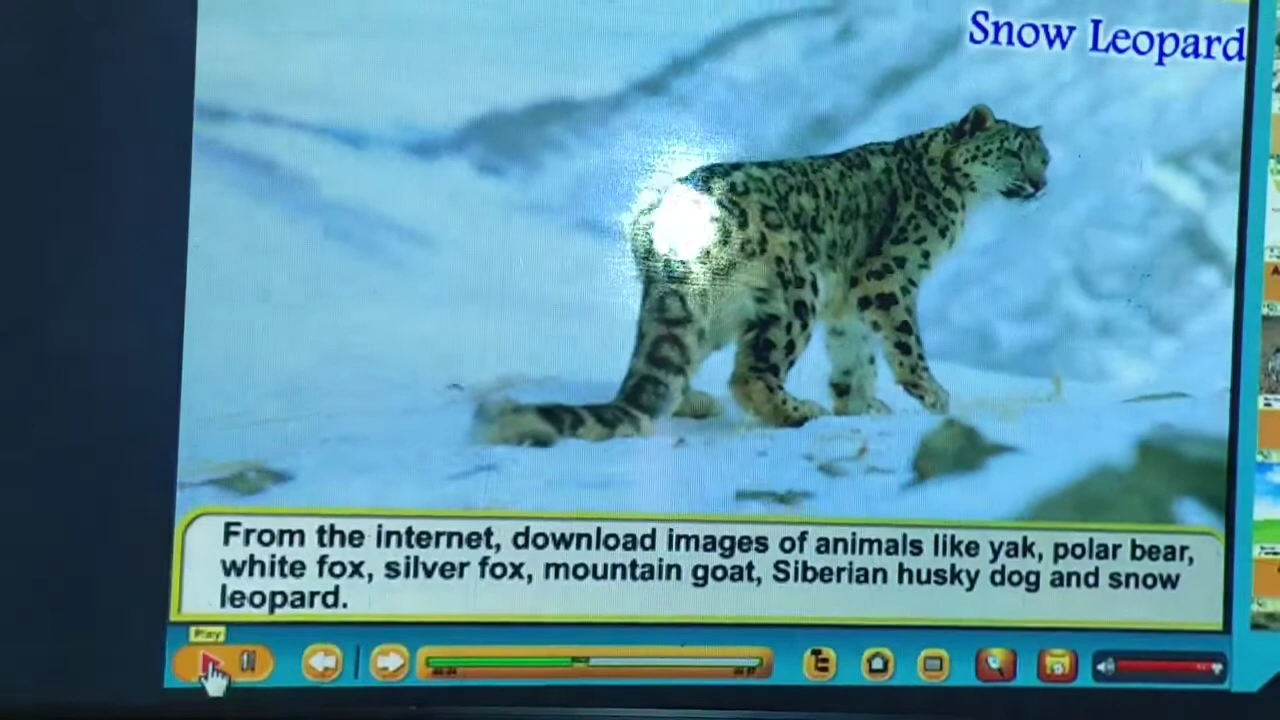 Snow Leopard
From the internet, download images of animals like yak, polar bear,
white fox, silver fox, mountain goat, Siberian husky dog and snow
leopard.
Play